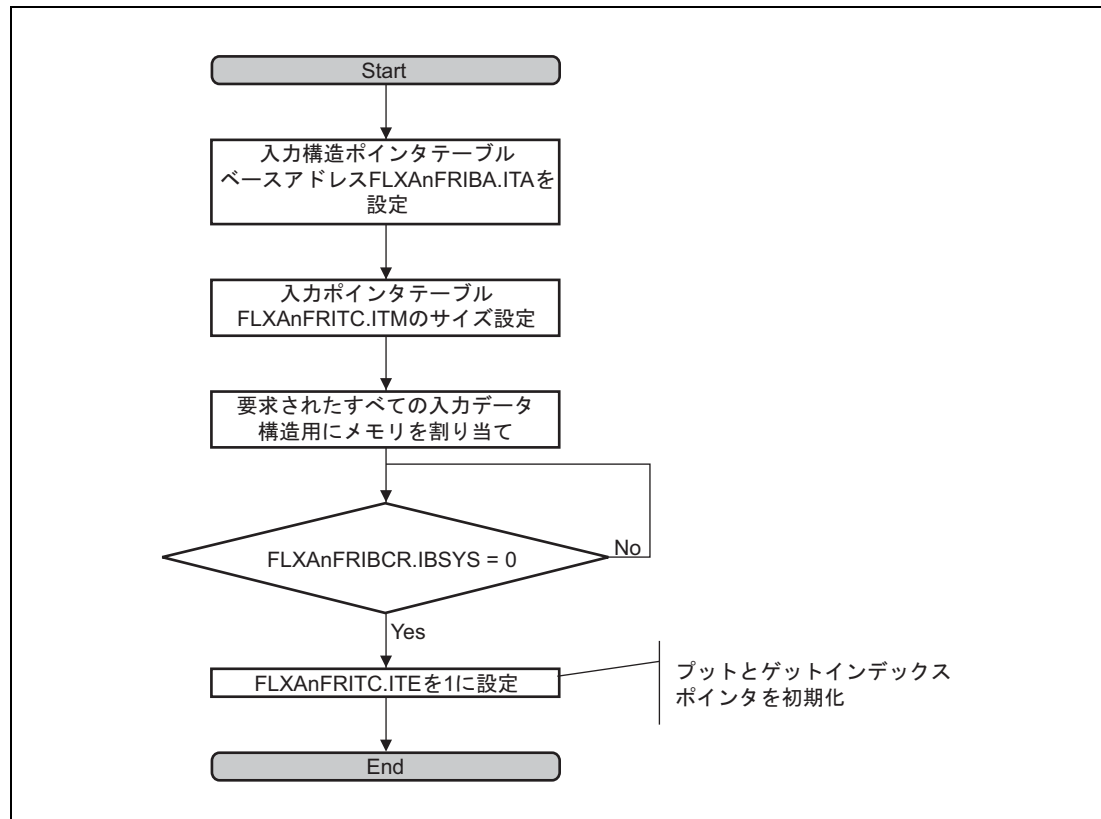 Start
入力構造ポインタテーブル
ベースアドレスFLXAnFRIBA.ITAを
設定
入力ポインタテーブル
FLXAnFRITC.ITMのサイズ設定
要求されたすべての入力データ
構造用にメモリを割り当て
FLXAnFRIBCR.IBSYS = 0
No
Yes
FLXAnFRITC.ITEを1に設定
プットとゲットインデックス
ポインタを初期化
End